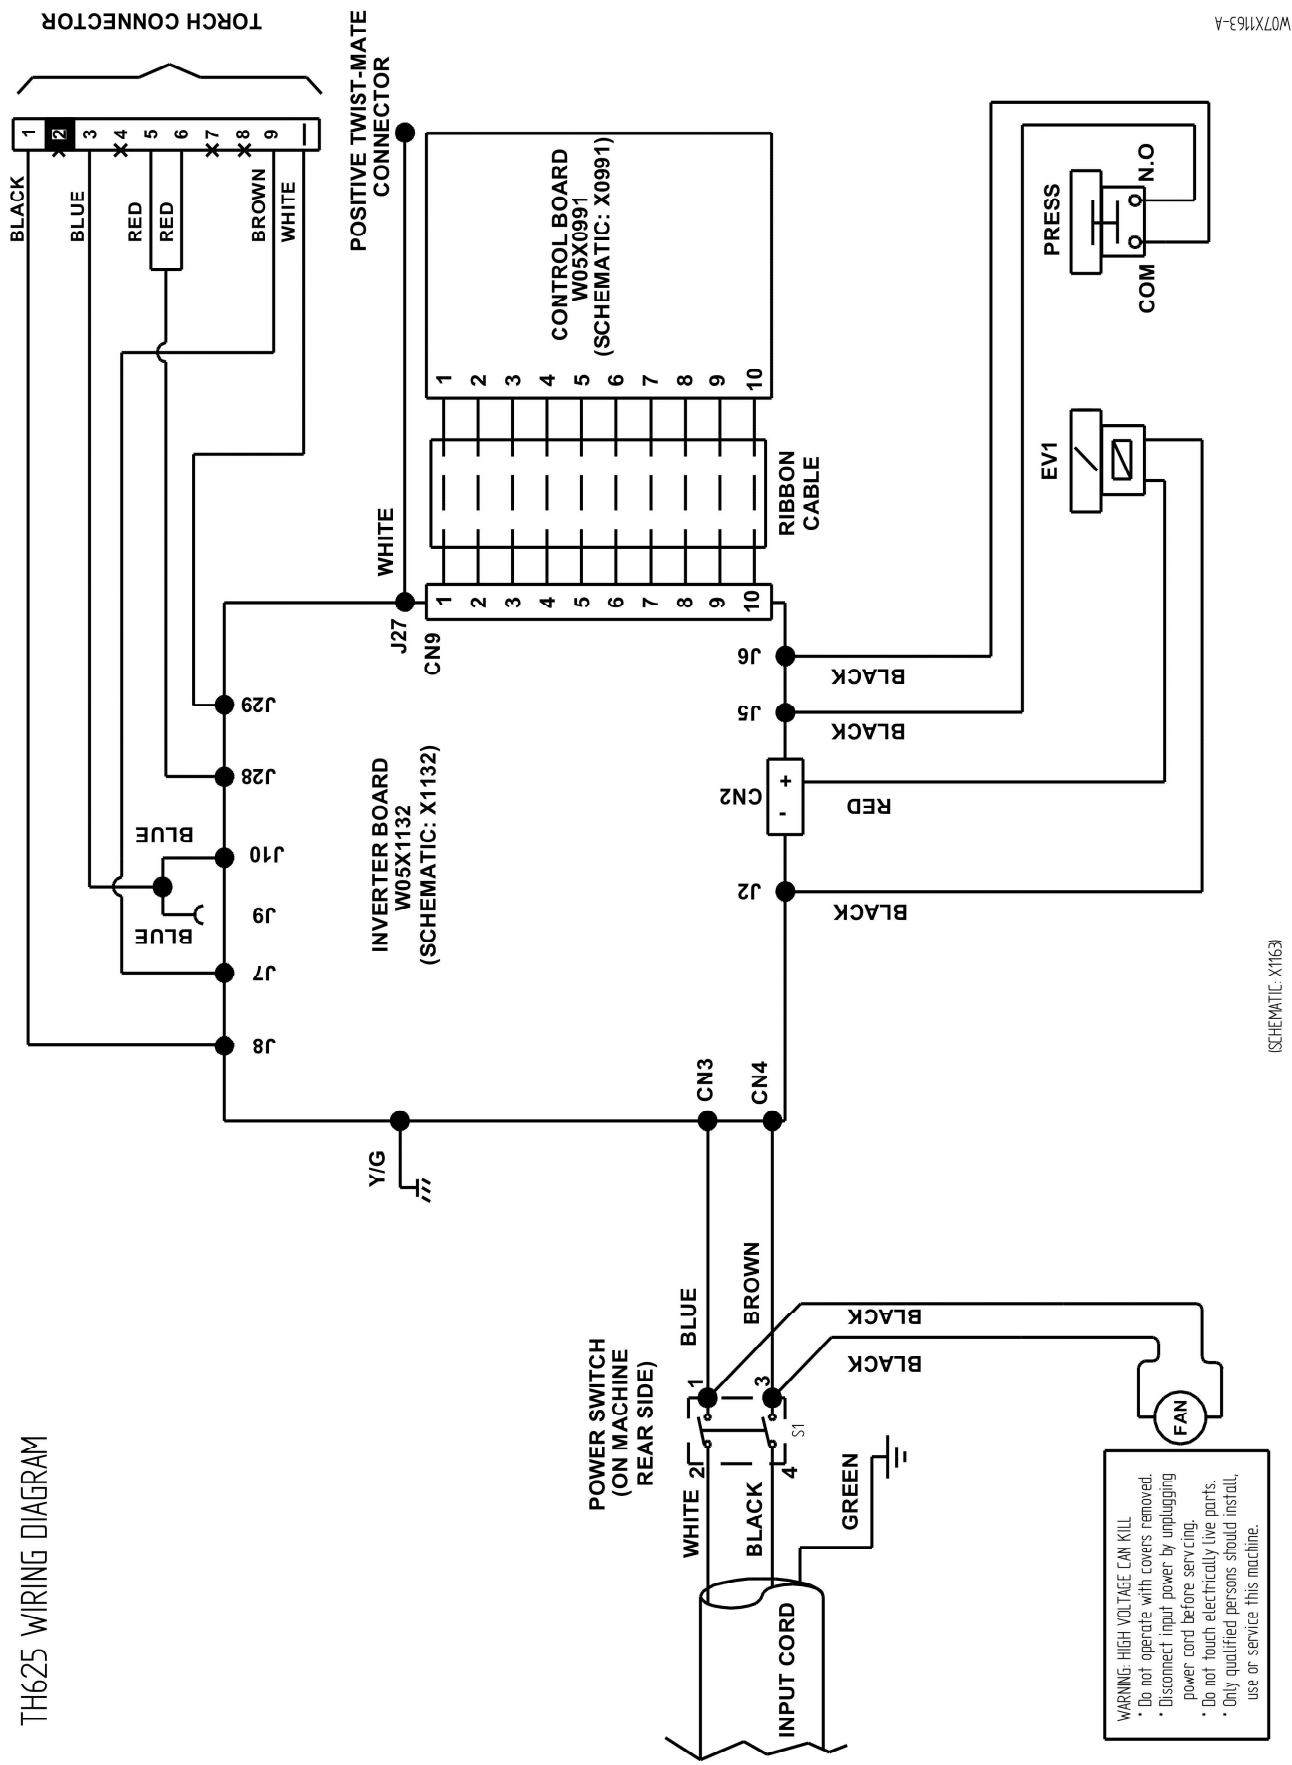 TH625 WIRING DIAGRAM
TORCH CONNECTOR
1
2
3
4
5
6
7
8
9
BLACK
BLUE
RED
RED
BROWN
WHITE
POSITIVE TWIST-MATE
CONNECTOR
WHITE
J27
CN9
CONTROL BOARD
W05X0991
(SCHEMATIC: X0991)
1
2
3
4
5
6
7
8
9
10
RIBBON
CABLE
1
2
3
4
5
6
7
8
9
10
INVERTER BOARD
W05X1132
(SCHEMATIC: X1132)
J8
J7
J9
J10
J28
J29
BLUE
BLUE
Y/G
CN3
CN4
J2
CN2
- +
J5
J6
BLACK
RED
BLACK
BLACK
EV1
PRESS
COM
N.O
POWER SWITCH
(ON MACHINE
REAR SIDE)
BLUE
BROWN
BLACK
BLACK
1
2
3
4
S1
WHITE
BLACK
GREEN
INPUT CORD
FAN
WARNING: HIGH VOLTAGE CAN KILL
* Do not operate with covers removed.
* Disconnect input power by unplugging
power cord before servcing.
* Do not touch electrically live parts.
* Only qualified persons should install,
use or service this machine.
(SCHEMATIC: X1163)
W07X1163-A